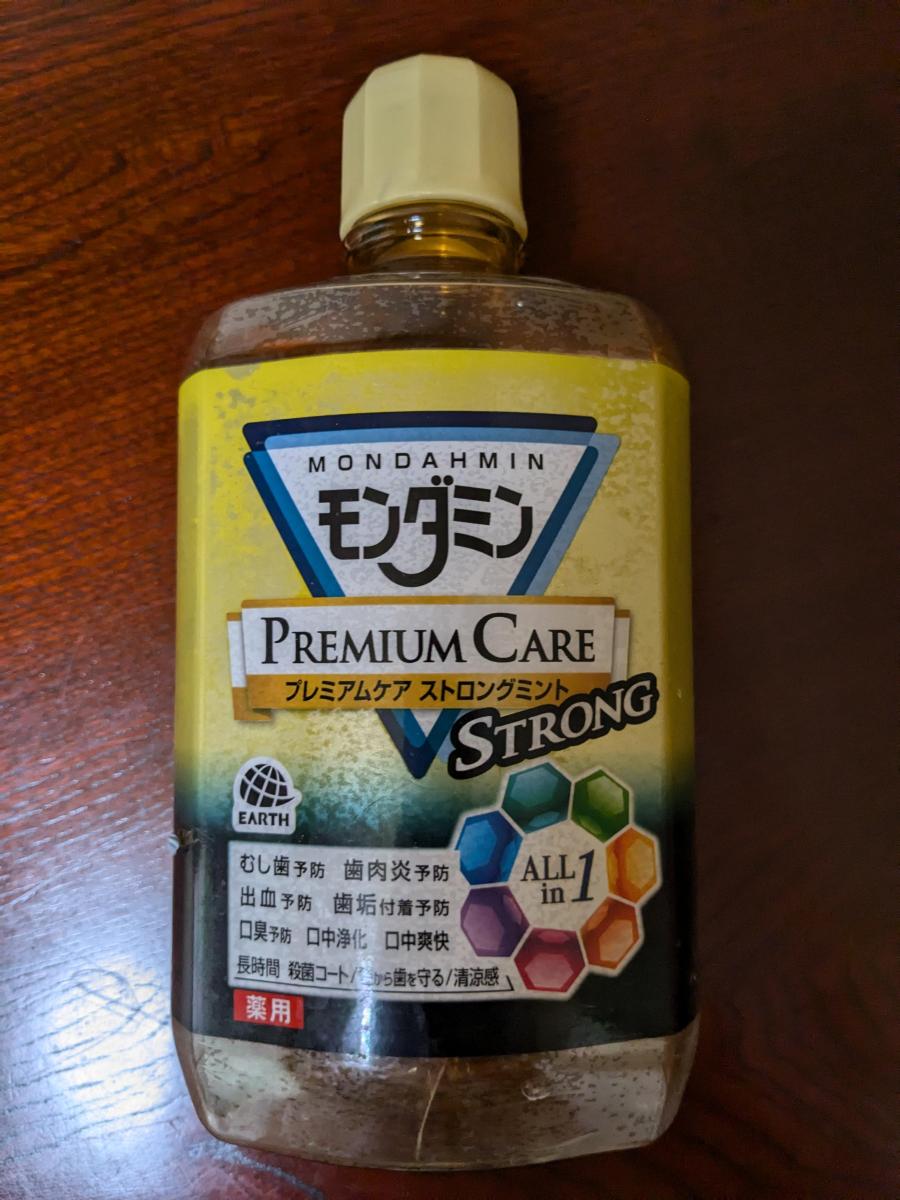 MONDAHMIN
モンダミン
PREMIUM CARE
プレミアムケア ストロングミント
STRONG
EARTH
むし歯予防 歯肉炎予防
出血予防 歯垢付着予防
口臭予防 口中浄化 口中爽快
長時間 殺菌コート/から歯を守る/清涼感
薬用
ALL
in 1